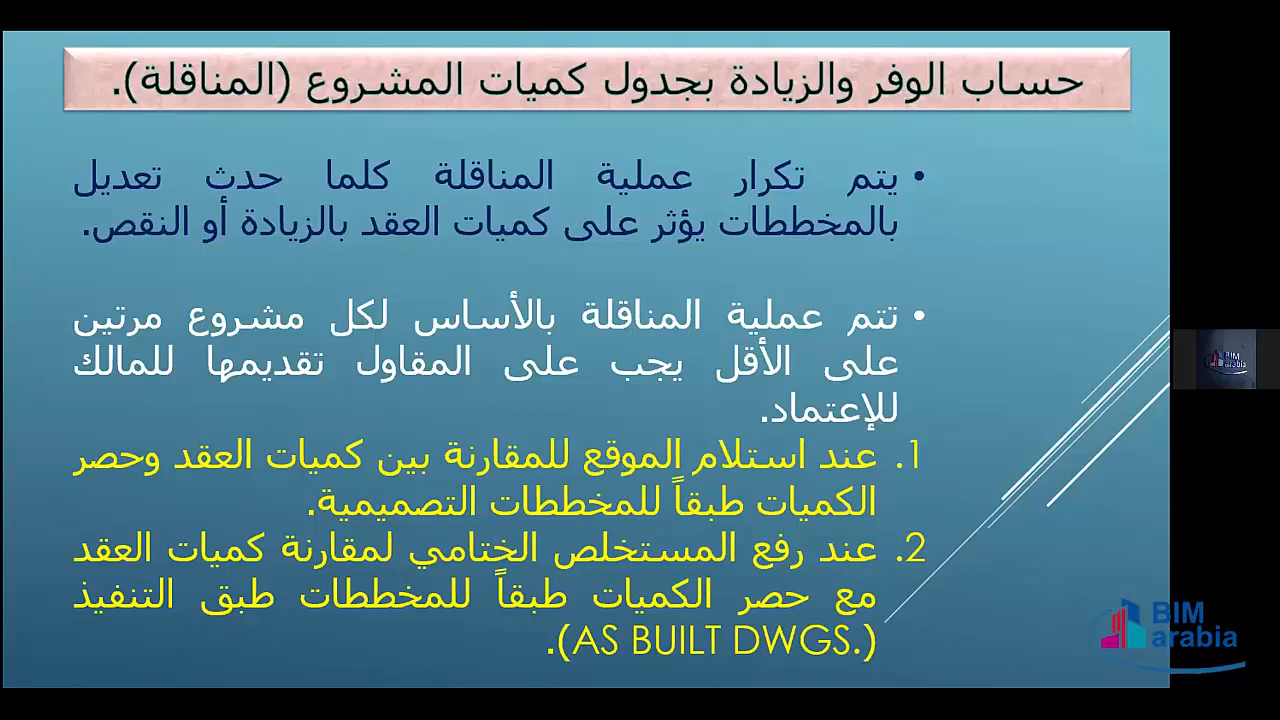 حساب الوفر والزيادة بجدول كميات المشروع (المناقلة).
• يتم تكرار عملية المناقلة كلما حدث تعديل
بالمخططات يؤثر على كميات العقد بالزيادة أو النقص.
• تتم عملية المناقلة بالأساس لكل مشروع مرتين
على الأقل يجب على المقاول تقديمها للمالك
للإعتماد.
1. عند استلام الموقع للمقارنة بين كميات العقد وحصر
الكميات طبقاً للمخططات التصميمية.
2. عند رفع المستخلص الختامي لمقارنة كميات العقد
مع حصر الكميات طبقاً للمخططات طبق التنفيذ
(AS BUILT DWGS.).
BIM
arabia
BIM
arabia